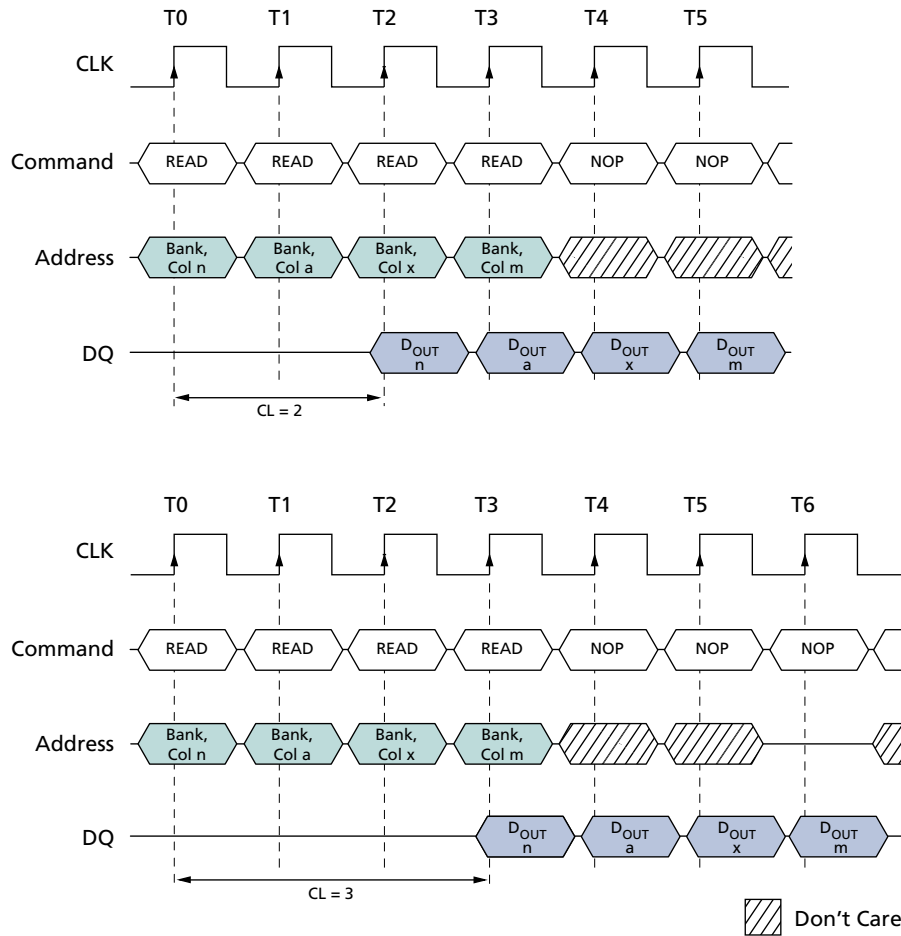 T0 T1 T2 T3 T4 T5
CLK
Command READ READ READ READ NOP NOP
Address Bank, Col n Bank, Col a Bank, Col x Bank, Col m
DQ DOUT n DOUT a DOUT x DOUT m
CL = 2
T0 T1 T2 T3 T4 T5 T6
CLK
Command READ READ READ READ NOP NOP NOP
Address Bank, Col n Bank, Col a Bank, Col x Bank, Col m
DQ DOUT n DOUT a DOUT x DOUT m
CL = 3
Don't Care